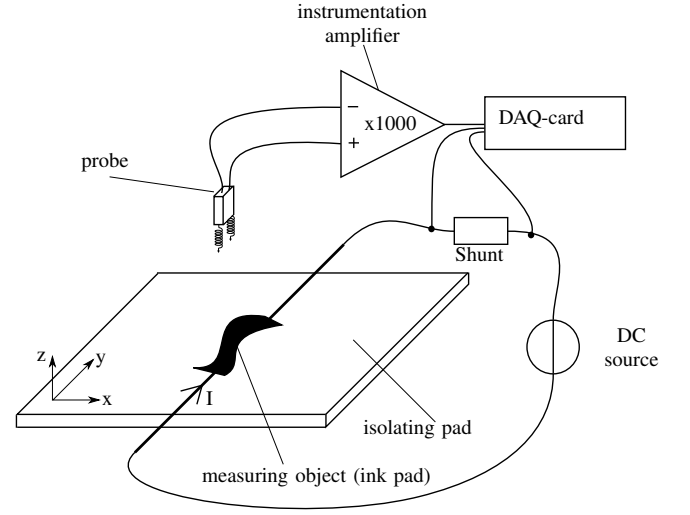 instrumentation
amplifier
−
x1000
+
DAQ-card
probe
Shunt
DC
source
z
y
x
I
isolating pad
measuring object (ink pad)